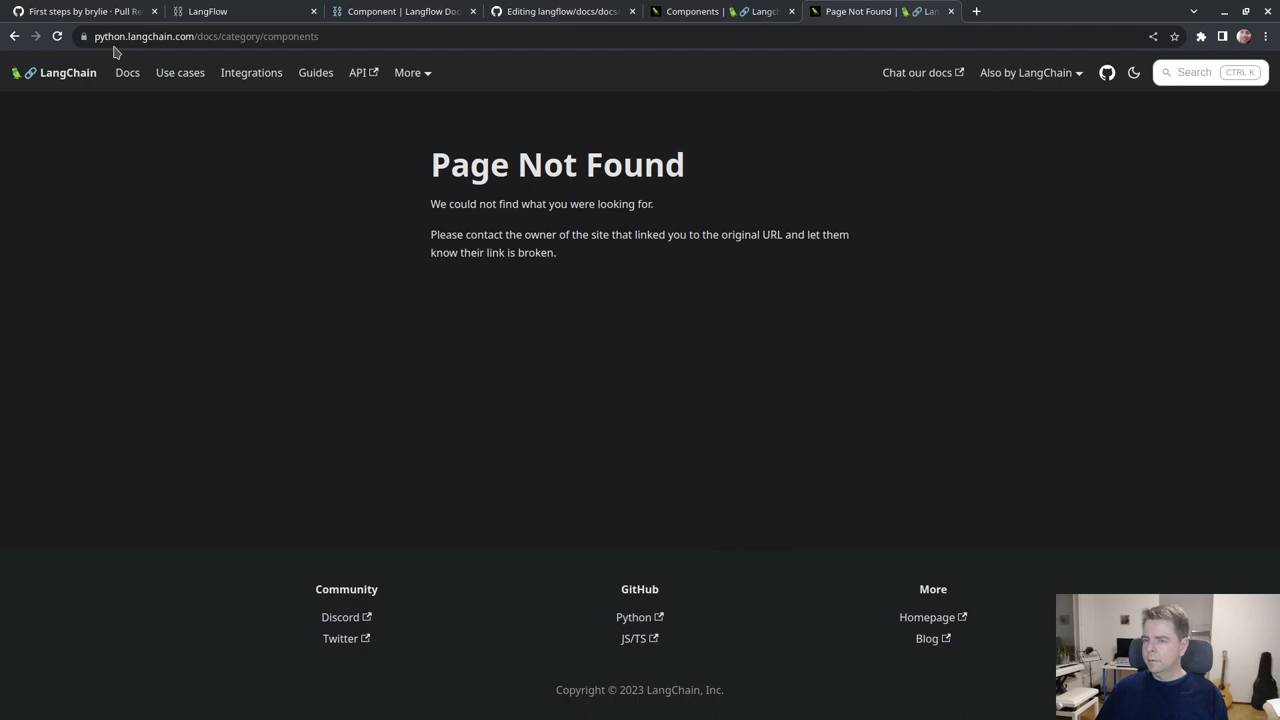 First steps by brylie · Pull Re
LangFlow
Component | Langflow Doc
Editing langflow/docs/docs/
Components | 🦜🔗 Langch
Page Not Found | 🦜🔗 Lan
python.langchain.com/docs/category/components
🦜🔗 LangChain
Docs
Use cases
Integrations
Guides
API
More
Chat our docs
Also by LangChain
Search
CTRL K
Page Not Found
We could not find what you were looking for.
Please contact the owner of the site that linked you to the original URL and let them
know their link is broken.
Community
Discord
Twitter
GitHub
Python
JS/TS
More
Homepage
Blog
Copyright © 2023 LangChain, Inc.